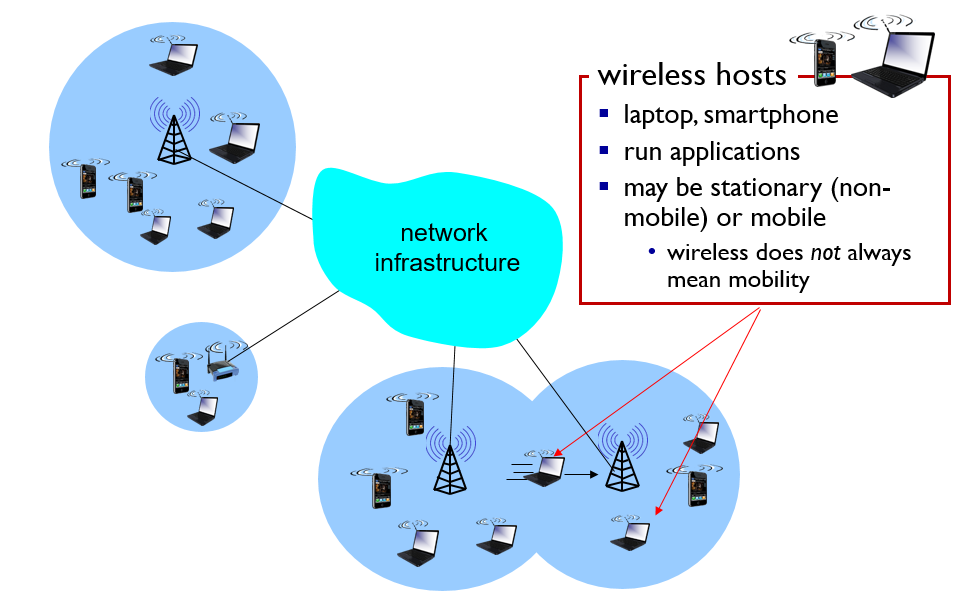 wireless hosts
▪ laptop, smartphone
▪ run applications
▪ may be stationary (non-
mobile) or mobile
• wireless does not always
mean mobility
network
infrastructure